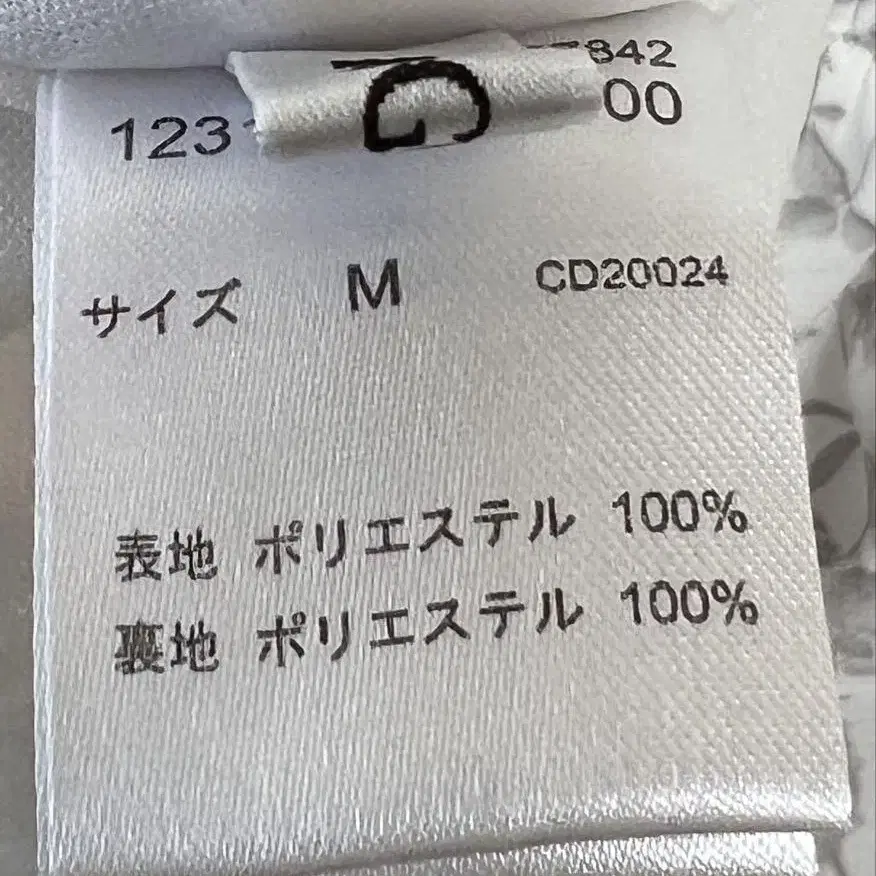 842
1231 00
サイズ M CD20024
表地 ポリエステル 100%
裏地 ポリエステル 100%